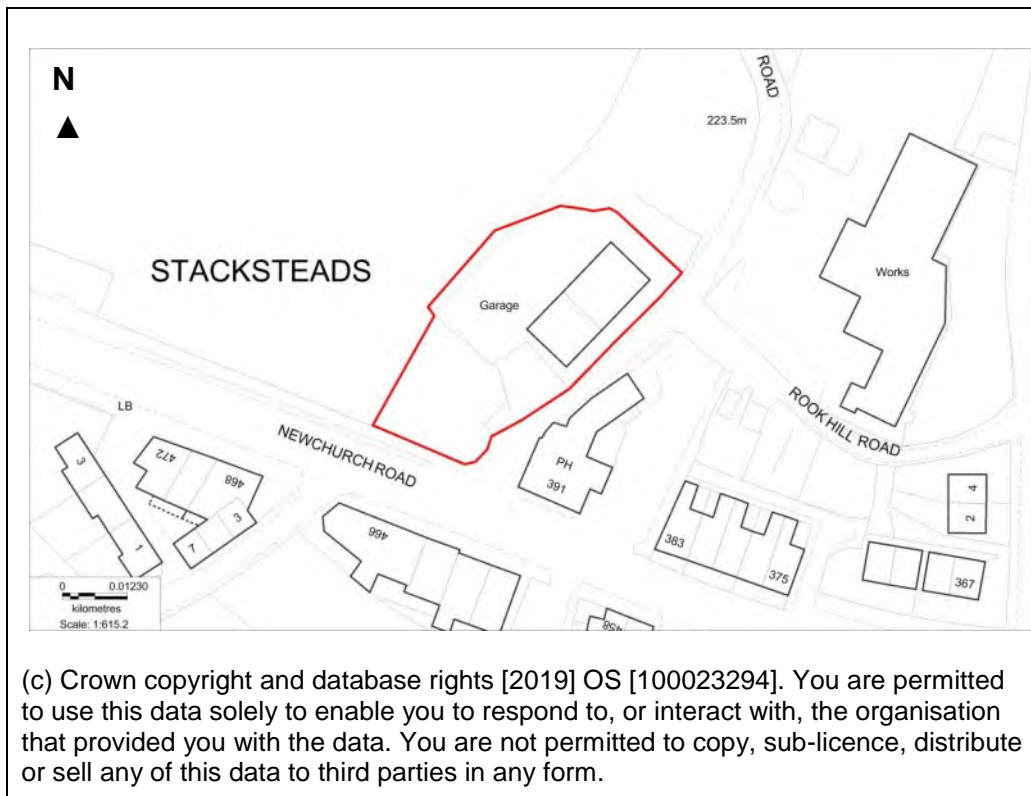 N
ROAD
223.5m
STACKSTEADS
Garage
Works
LB
NEWCHURCH ROAD
ROOK HILL ROAD
3
472
468
PH
391
4
2
3
1
7
466
383
375
367
458
0 0.01230
kilometres
Scale: 1:615.2
(c) Crown copyright and database rights [2019] OS [100023294]. You are permitted
to use this data solely to enable you to respond to, or interact with, the organisation
that provided you with the data. You are not permitted to copy, sub-licence, distribute
or sell any of this data to third parties in any form.